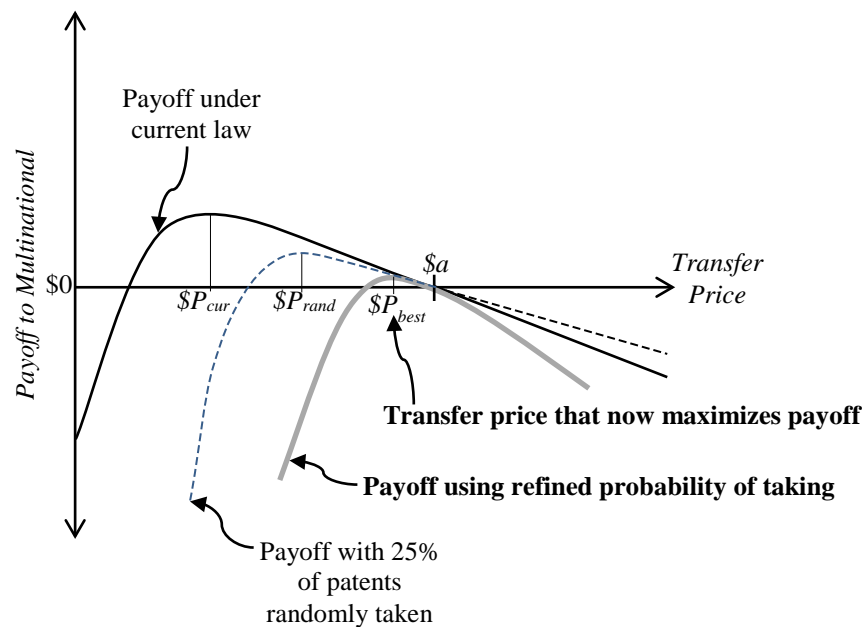 Payoff under
current law
Payoff to Multinational
$a
Transfer
Price
$0
$Pcur
$Prand
$Pbest
Transfer price that now maximizes payoff
Payoff using refined probability of taking
Payoff with 25%
of patents
randomly taken